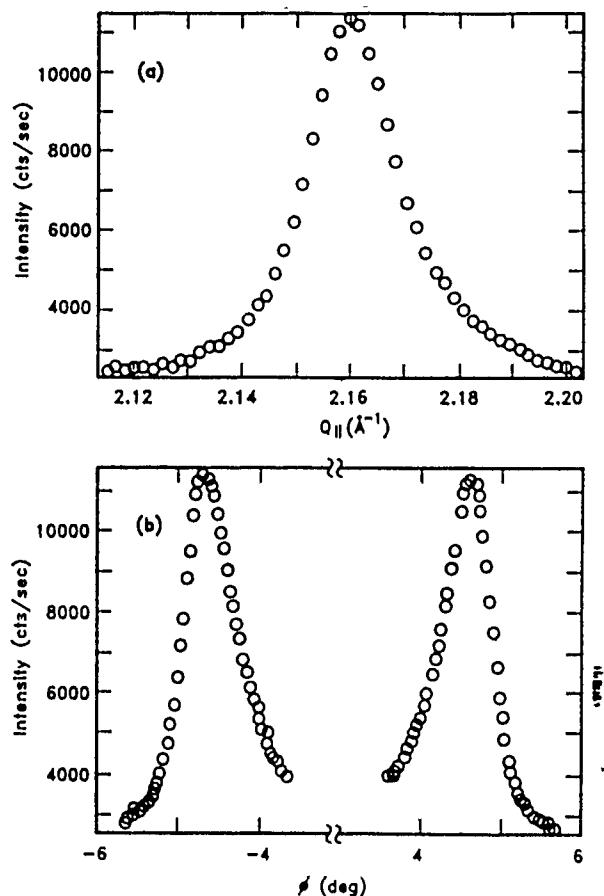 (a)
Intensity (cts/sec)
10000
8000
6000
4000
2.12 2.14 2.16 2.18 2.20
Q||(Å⁻¹)
(b)
Intensity (cts/sec)
10000
8000
6000
4000
-6 -4 4 6
ϕ (deg)